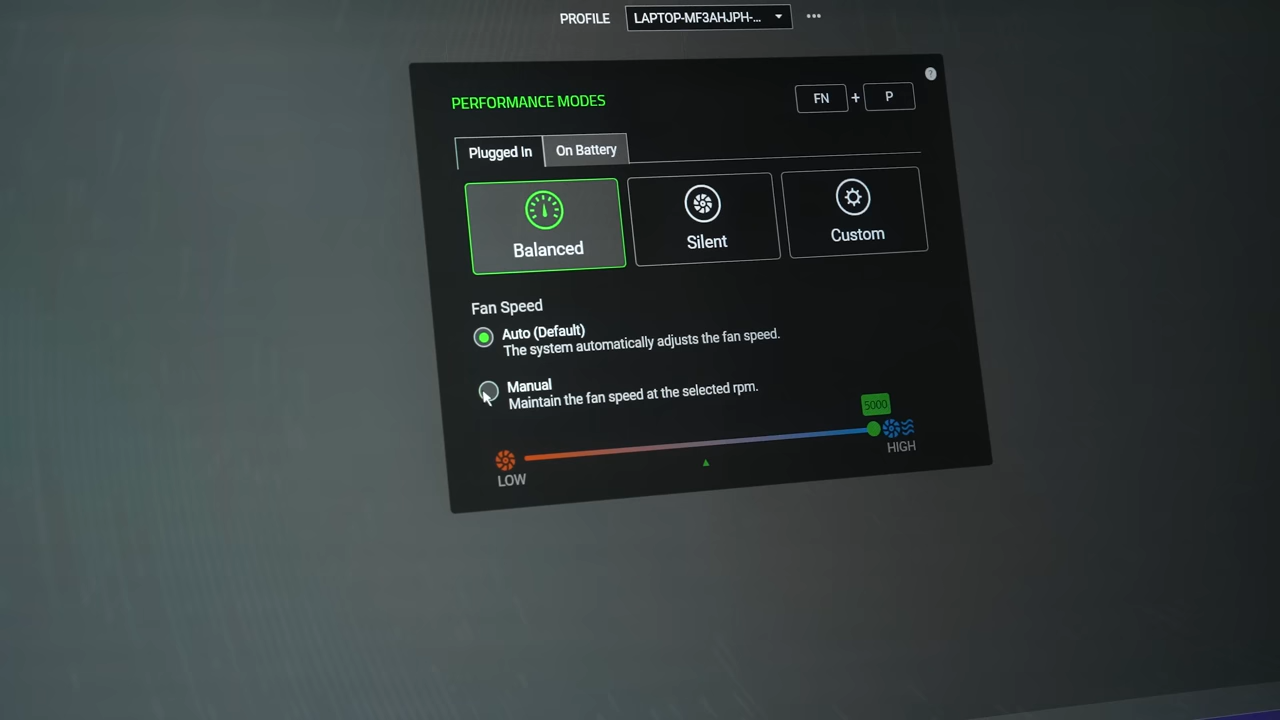 PROFILE LAPTOP-MF3AHJPH-... •••
?
PERFORMANCE MODES FN + P
Plugged In On Battery
Balanced Silent Custom
Fan Speed
Auto (Default)
The system automatically adjusts the fan speed.
Manual
Maintain the fan speed at the selected rpm.
5000
LOW HIGH